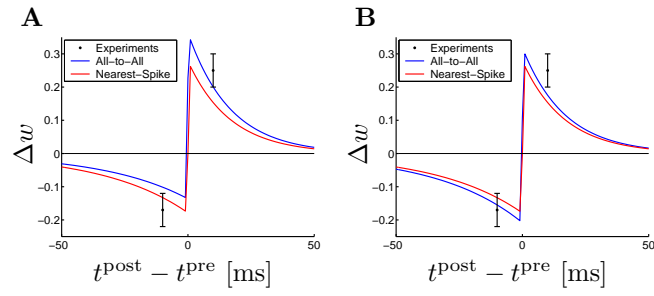 A
Experiments
All-to-All
Nearest-Spike
0.3
0.2
0.1
0
-0.1
-0.2
Δw
-50
0
50
t^post − t^pre [ms]
B
Experiments
All-to-All
Nearest-Spike
0.3
0.2
0.1
0
-0.1
-0.2
Δw
-50
0
50
t^post − t^pre [ms]